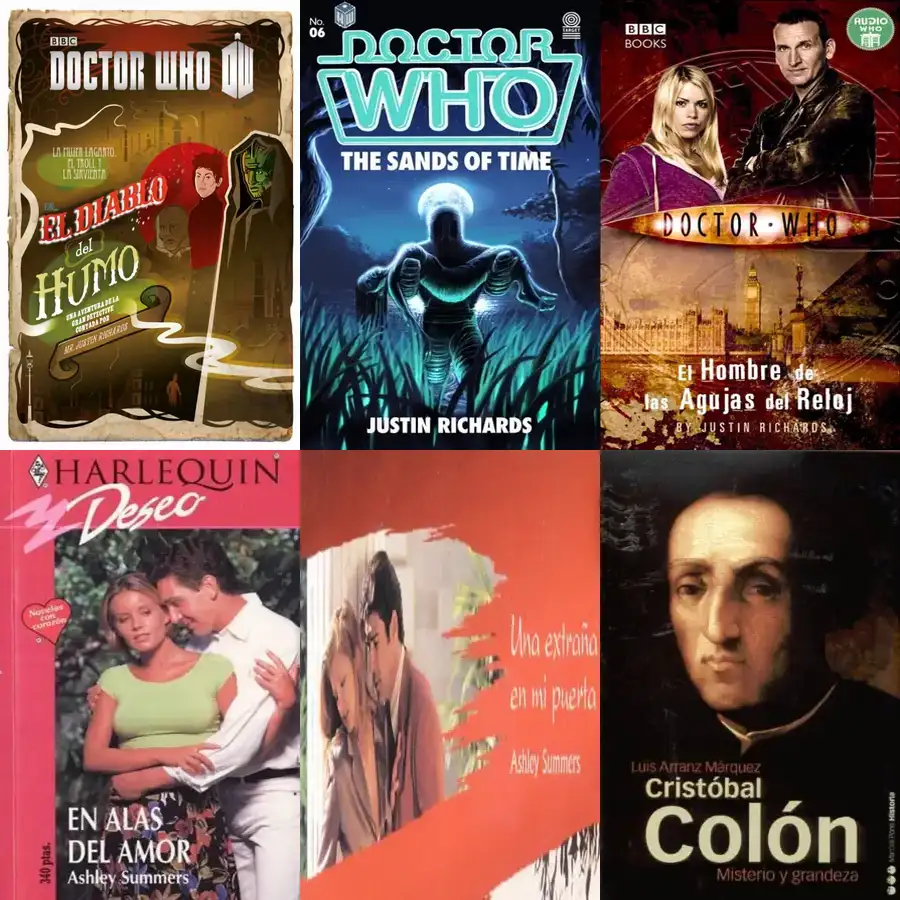 BBC
DOCTOR WHO DW
LA MUJER LAGARTO,
EL TROLL Y
LA SIRVIENTA
EN...
EL DIABLO
del
HUMO
UNA AVENTURA DE LA
GRAN DETECTIVE
CONTADA POR
MR. JUSTIN RICHARDS
No.
06
TARGET
DOCTOR
WHO
THE SANDS OF TIME
JUSTIN RICHARDS
BBC
BOOKS
AUDIO
WHO
DOCTOR·WHO
El Hombre de
las Agujas del Reloj
BY JUSTIN RICHARDS
HARLEQUIN®
Deseo
Novelas con corazón
EN ALAS
DEL AMOR
Ashley Summers
340 ptas.
Una extraña
en mi puerta
Ashley Summers
Luis Arranz Márquez
Cristóbal
Colón
Misterio y grandeza
Marcial Pons Historia